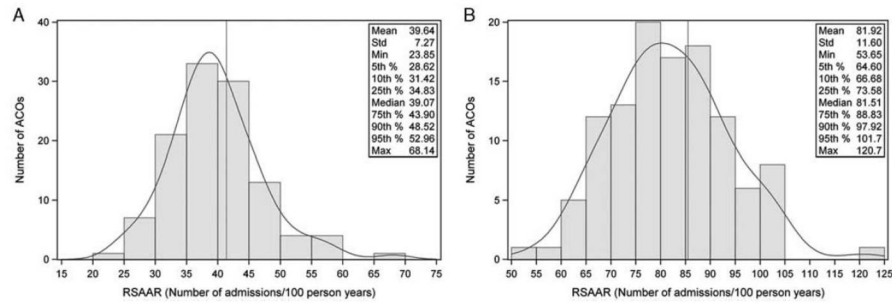 A
Number of ACOs
40
30
20
10
0
15 20 25 30 35 40 45 50 55 60 65 70 75
RSAAR (Number of admissions/100 person years)
Mean 39.64
Std 7.27
Min 23.85
5th % 28.62
10th % 31.42
25th % 34.83
Median 39.07
75th % 43.90
90th % 48.52
95th % 52.96
Max 68.14
B
Number of ACOs
20
15
10
5
0
50 55 60 65 70 75 80 85 90 95 100 105 110 115 120 125
RSAAR (Number of admissions/100 person years)
Mean 81.92
Std 11.60
Min 53.65
5th % 64.60
10th % 66.68
25th % 73.58
Median 81.51
75th % 88.83
90th % 97.92
95th % 101.7
Max 120.7